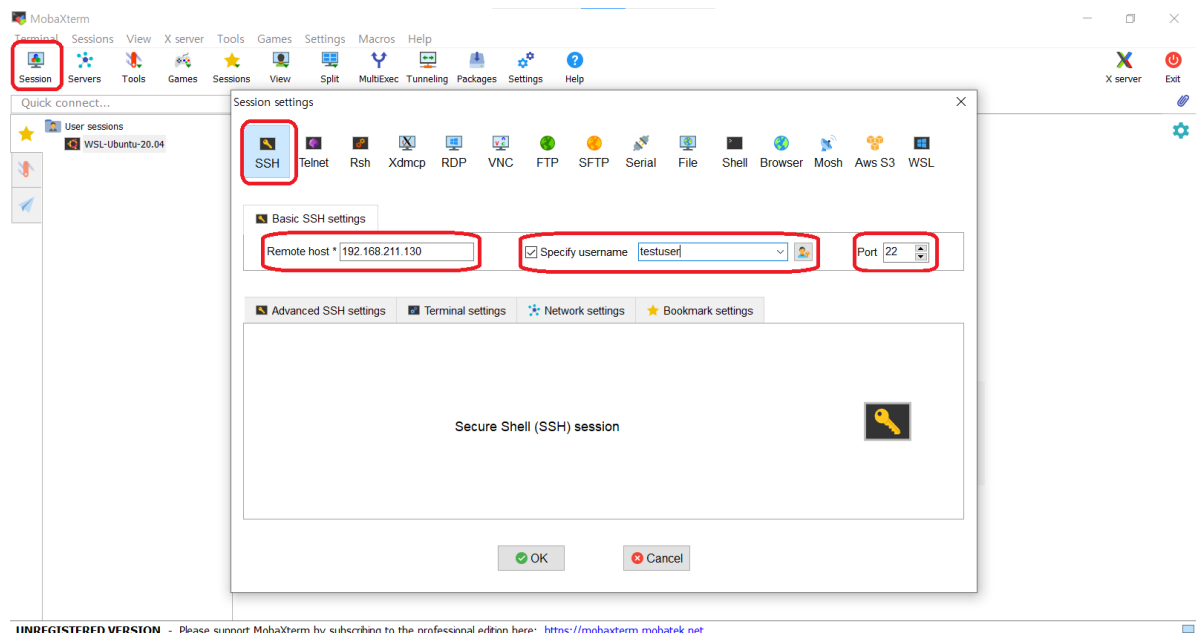 MobaXterm
Terminal Sessions View X server Tools Games Settings Macros Help
Session Servers Tools Games Sessions View Split MultiExec Tunneling Packages Settings Help X server Exit
Quick connect...
User sessions
WSL-Ubuntu-20.04
Session settings
SSH Telnet Rsh Xdmcp RDP VNC FTP SFTP Serial File Shell Browser Mosh Aws S3 WSL
Basic SSH settings
Remote host * 192.168.211.130 Specify username testuser Port 22
Advanced SSH settings Terminal settings Network settings Bookmark settings
Secure Shell (SSH) session
OK Cancel
UNREGISTERED VERSION - Please support MobaXterm by subscribing to the professional edition here: https://mobaxterm.mobatek.net